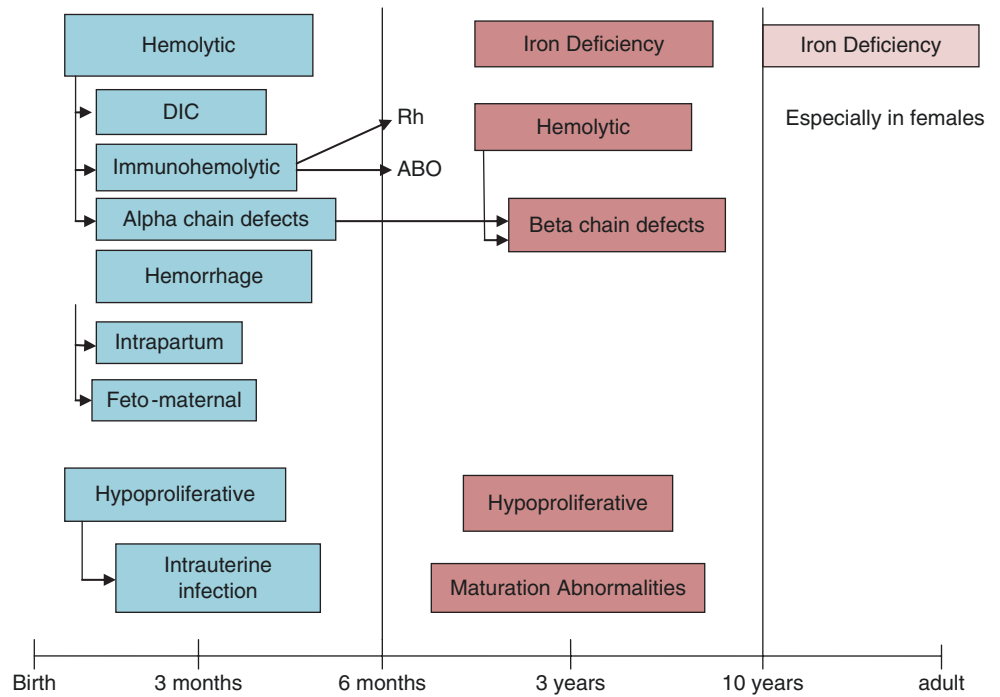 Hemolytic
DIC
Immunohemolytic
Rh
ABO
Alpha chain defects
Hemorrhage
Intrapartum
Feto-maternal
Hypoproliferative
Intrauterine
infection
Iron Deficiency
Hemolytic
Beta chain defects
Hypoproliferative
Maturation Abnormalities
Iron Deficiency
Especially in females
Birth
3 months
6 months
3 years
10 years
adult